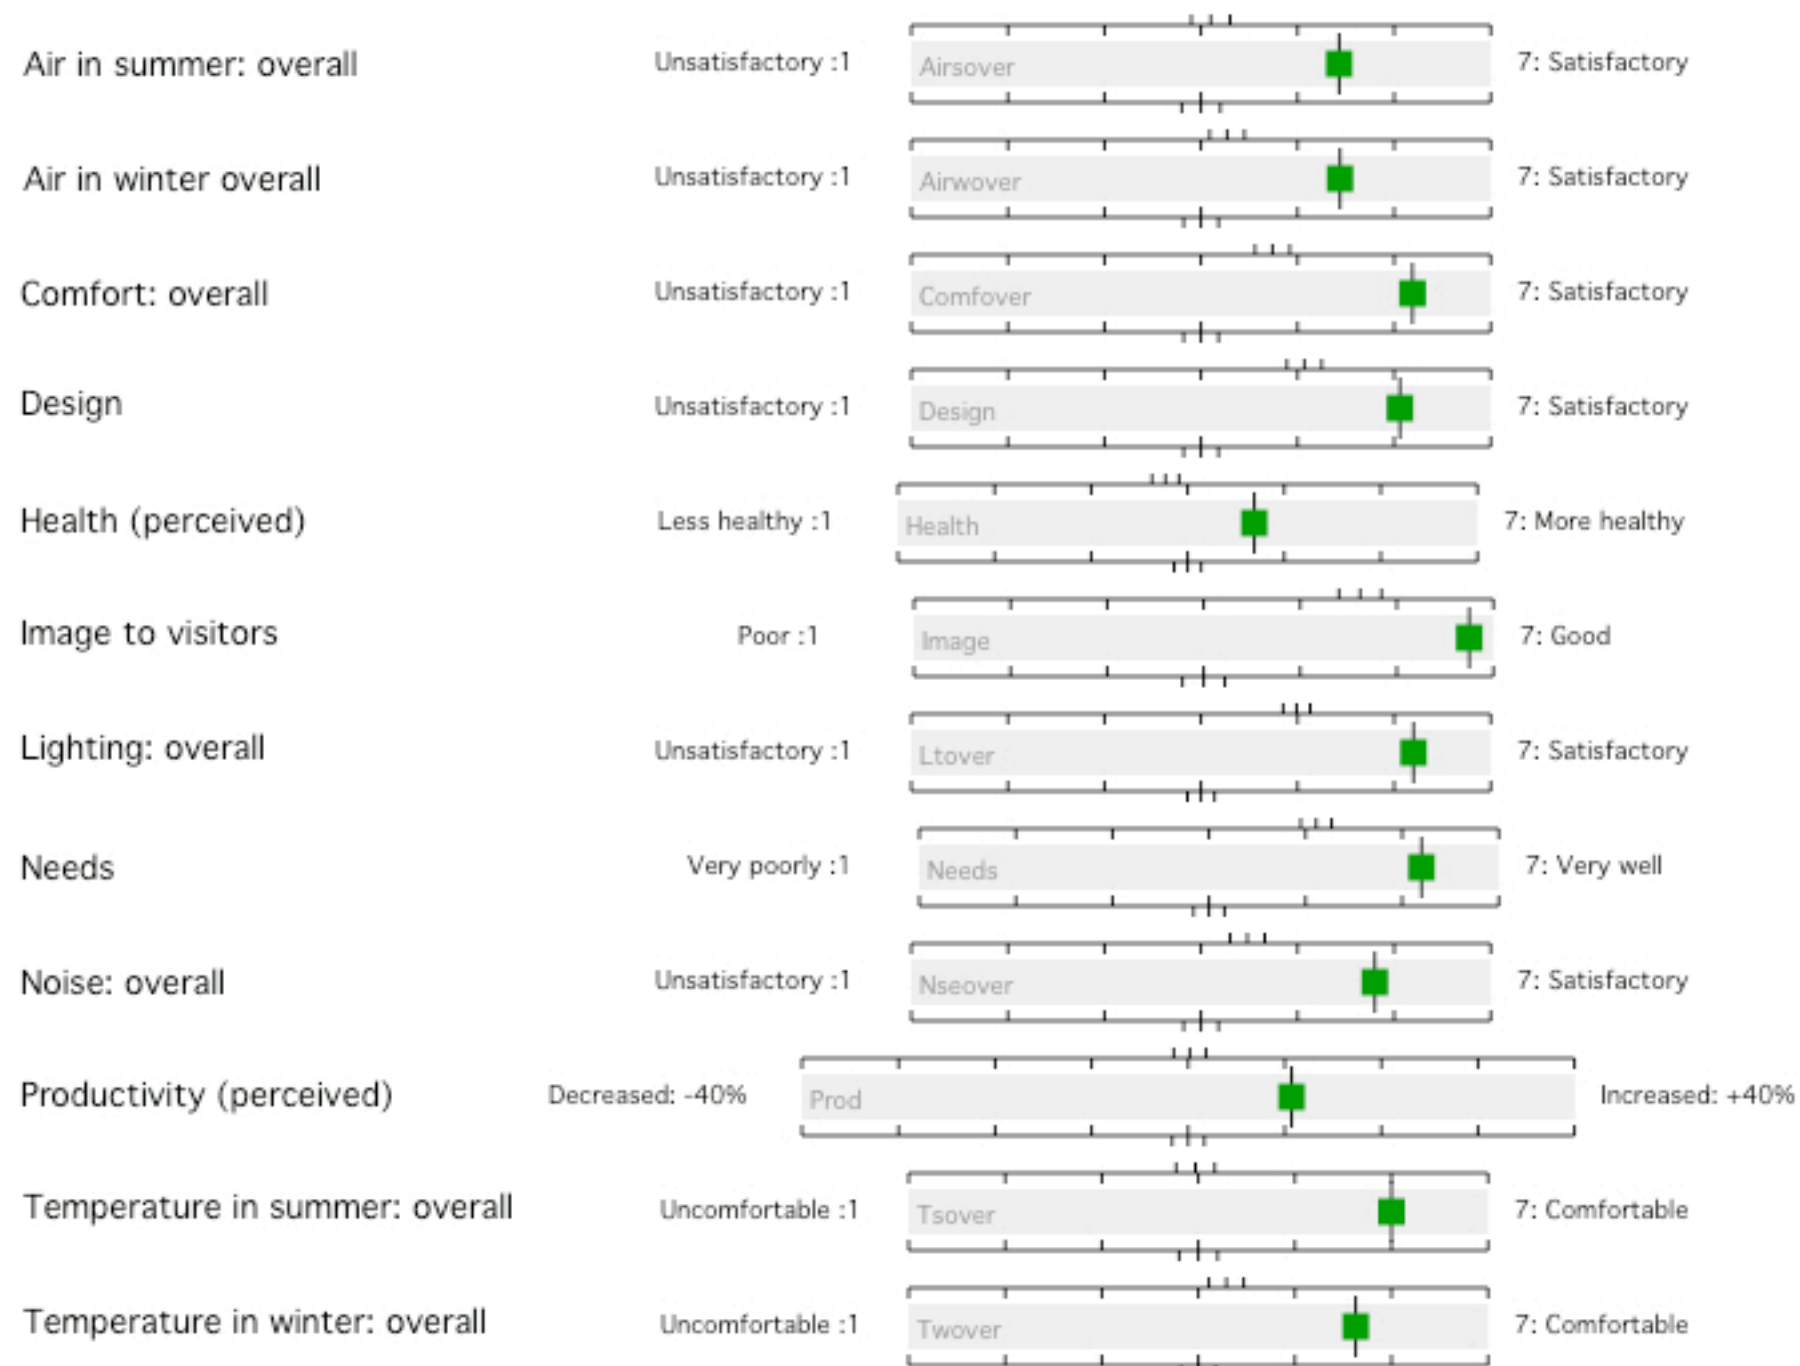 Air in summer: overall Unsatisfactory :1 Airsover 7: Satisfactory
Air in winter overall Unsatisfactory :1 Airwover 7: Satisfactory
Comfort: overall Unsatisfactory :1 Comfover 7: Satisfactory
Design Unsatisfactory :1 Design 7: Satisfactory
Health (perceived) Less healthy :1 Health 7: More healthy
Image to visitors Poor :1 Image 7: Good
Lighting: overall Unsatisfactory :1 Ltover 7: Satisfactory
Needs Very poorly :1 Needs 7: Very well
Noise: overall Unsatisfactory :1 Nseover 7: Satisfactory
Productivity (perceived) Decreased: -40% Prod Increased: +40%
Temperature in summer: overall Uncomfortable :1 Tsover 7: Comfortable
Temperature in winter: overall Uncomfortable :1 Twover 7: Comfortable